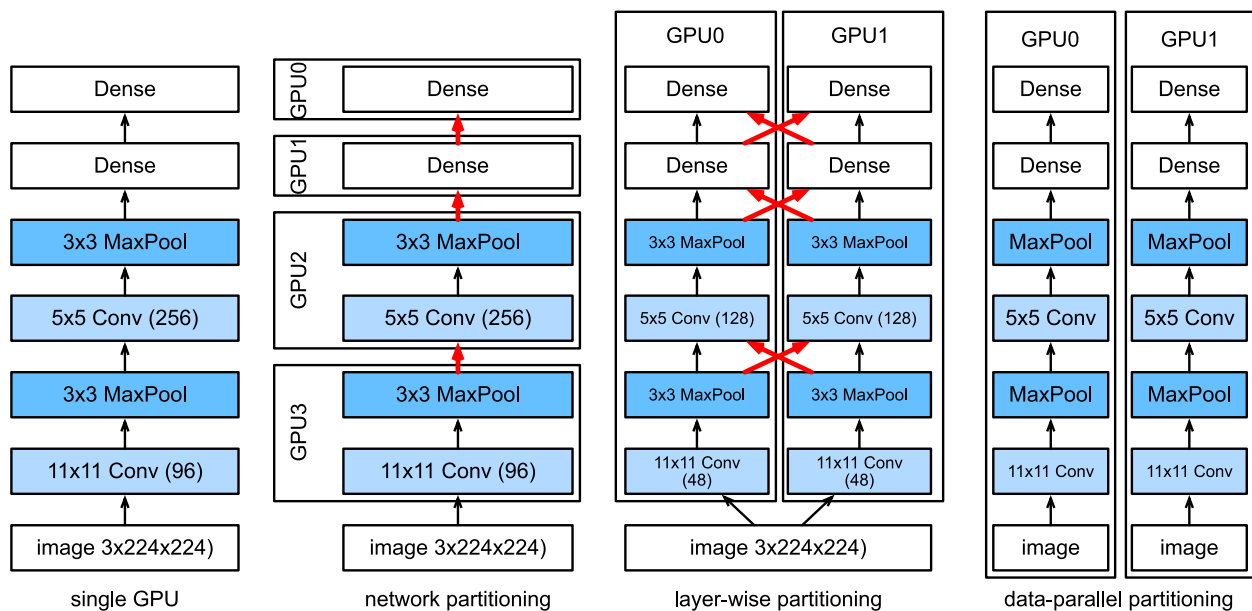 Dense
Dense
3x3 MaxPool
5x5 Conv (256)
3x3 MaxPool
11x11 Conv (96)
image 3x224x224)
single GPU
GPU0
Dense
GPU1
Dense
GPU2
3x3 MaxPool
5x5 Conv (256)
GPU3
3x3 MaxPool
11x11 Conv (96)
image 3x224x224)
network partitioning
GPU0
Dense
Dense
3x3 MaxPool
5x5 Conv (128)
3x3 MaxPool
11x11 Conv
(48)
GPU1
Dense
Dense
3x3 MaxPool
5x5 Conv (128)
3x3 MaxPool
11x11 Conv
(48)
image 3x224x224)
layer-wise partitioning
GPU0
Dense
Dense
MaxPool
5x5 Conv
MaxPool
11x11 Conv
image
GPU1
Dense
Dense
MaxPool
5x5 Conv
MaxPool
11x11 Conv
image
data-parallel partitioning